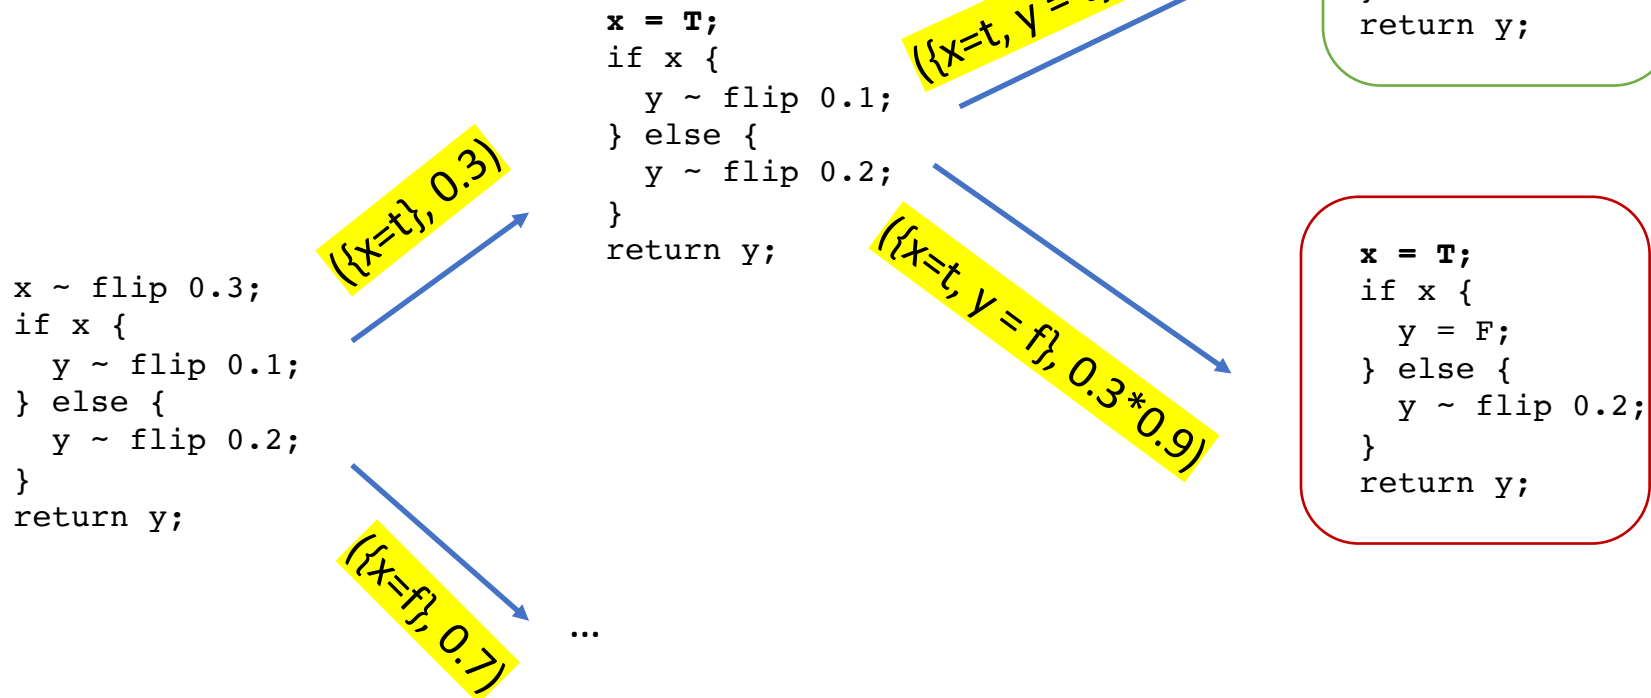 x ~ flip 0.3;
if x {
  y ~ flip 0.1;
} else {
  y ~ flip 0.2;
}
return y;
({x=t}, 0.3)
({x=f}, 0.7)
...
x = T;
if x {
  y ~ flip 0.1;
} else {
  y ~ flip 0.2;
}
return y;
({x=t, y =
({x=t, y = f}, 0.3*0.9)
return y;
x = T;
if x {
  y = F;
} else {
  y ~ flip 0.2;
}
return y;